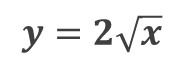 y = 2√x